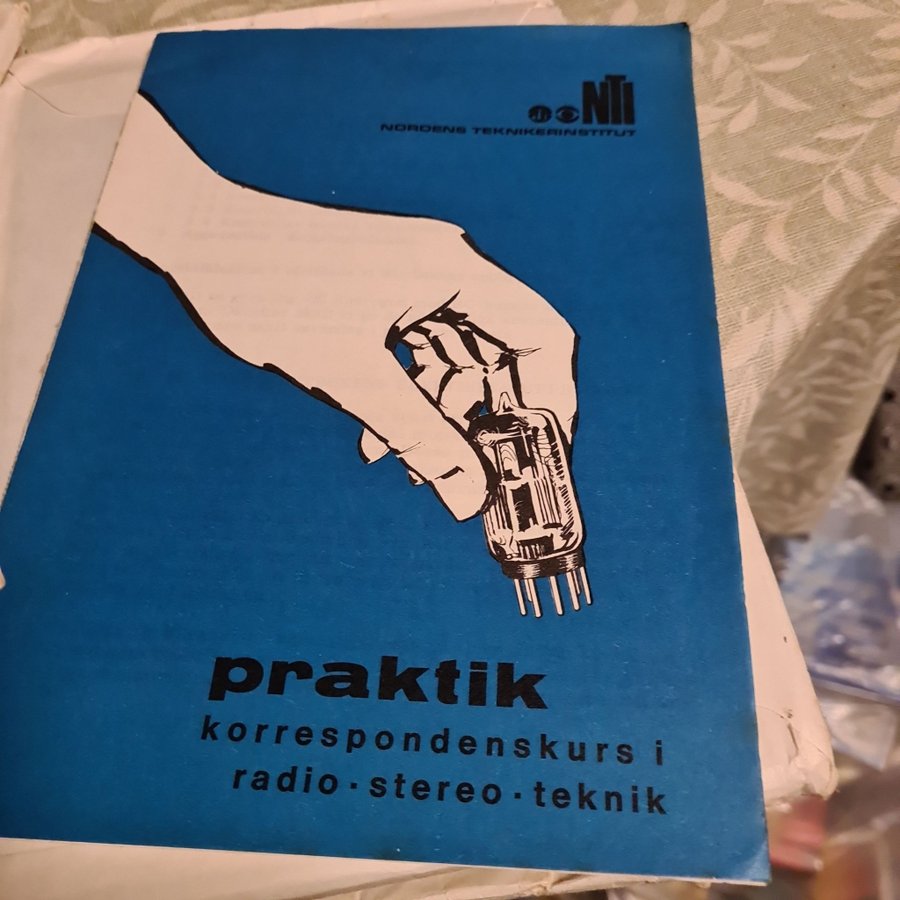 NTI
NORDENS TEKNIKERINSTITUT
praktik
korrespondenskurs i
radio · stereo · teknik